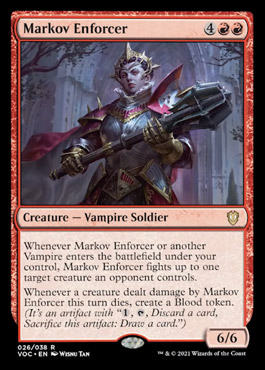 Markov Enforcer 4
Creature — Vampire Soldier
Whenever Markov Enforcer or another
Vampire enters the battlefield under your
control, Markov Enforcer fights up to one
target creature an opponent controls.
Whenever a creature dealt damage by Markov
Enforcer this turn dies, create a Blood token.
(It's an artifact with "1, , Discard a card,
Sacrifice this artifact: Draw a card.")
6/6
026/038 R
VOC • EN Wisnu Tan
™ & © 2021 Wizards of the Coast